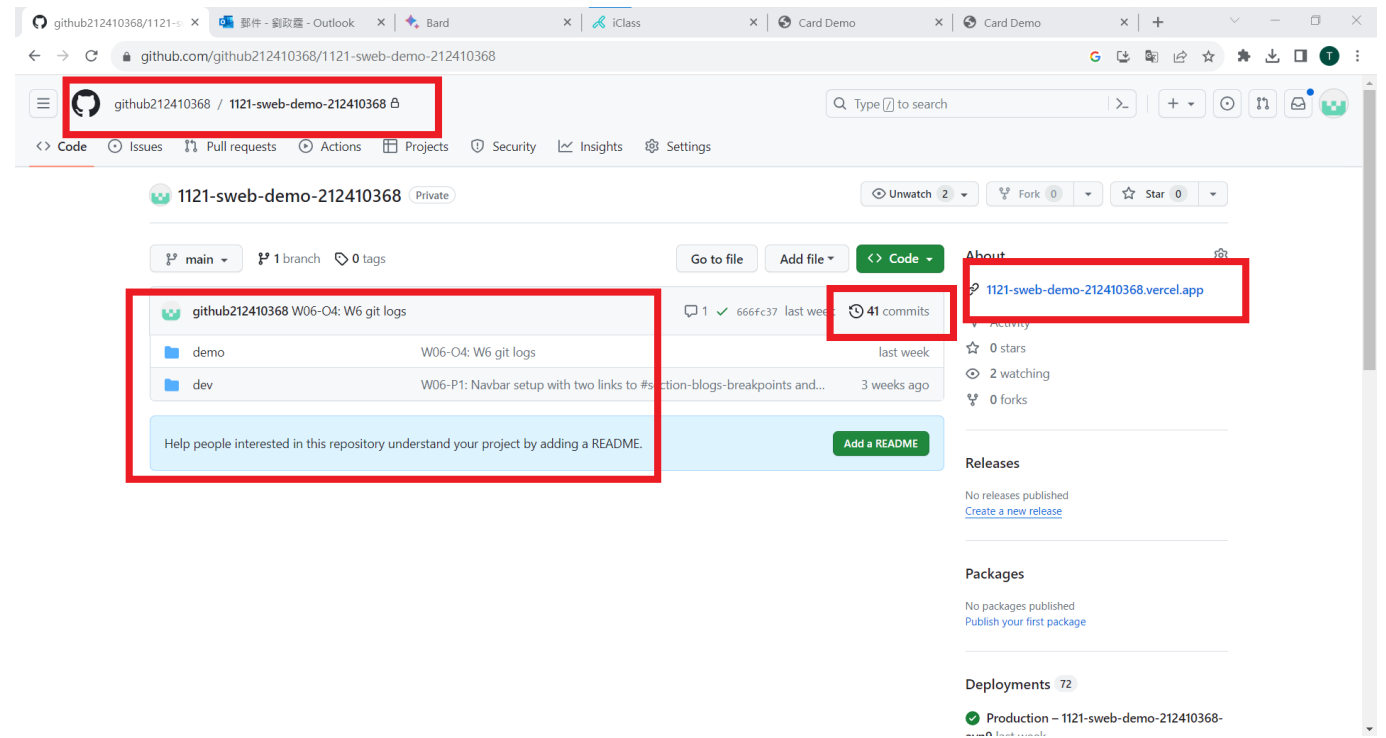 github212410368/1121-s
郵件 - 劉政霆 - Outlook
Bard
iClass
Card Demo
Card Demo
github.com/github212410368/1121-sweb-demo-212410368
T
github212410368 / 1121-sweb-demo-212410368
Type / to search
Code Issues Pull requests Actions Projects Security Insights Settings
1121-sweb-demo-212410368 Private
Unwatch 2 Fork 0 Star 0
main 1 branch 0 tags
Go to file Add file Code
github212410368 W06-O4: W6 git logs 1 666fc37 last week 41 commits
demo W06-O4: W6 git logs last week
dev W06-P1: Navbar setup with two links to #section-blogs-breakpoints and... 3 weeks ago
Help people interested in this repository understand your project by adding a README. Add a README
About
1121-sweb-demo-212410368.vercel.app
Activity
0 stars
2 watching
0 forks
Releases
No releases published
Create a new release
Packages
No packages published
Publish your first package
Deployments 72
Production – 1121-sweb-demo-212410368-
last week